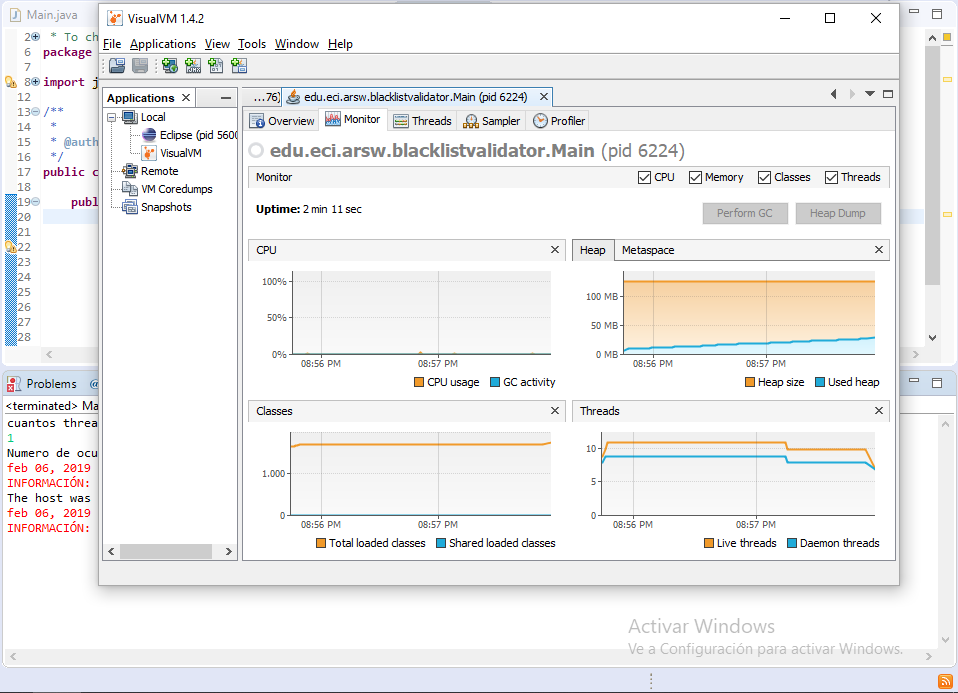 Main.java
VisualVM 1.4.2
File Applications View Tools Window Help
2 * To ch
6 package
7
8 import j
12
13 /**
14 *
15 * @auth
16 */
17 public c
18
19 publ
20
21
22
23
24
25
26
27
28
Applications
Local
Eclipse (pid 5600
VisualVM
Remote
VM Coredumps
Snapshots
...76] edu.eci.arsw.blacklistvalidator.Main (pid 6224)
Overview Monitor Threads Sampler Profiler
edu.eci.arsw.blacklistvalidator.Main (pid 6224)
Monitor CPU Memory Classes Threads
Uptime: 2 min 11 sec
Perform GC Heap Dump
CPU
100%
50%
0%
08:56 PM 08:57 PM
CPU usage GC activity
Heap Metaspace
100 MB
50 MB
0 MB
08:56 PM 08:57 PM
Heap size Used heap
Classes
1.000
0
08:56 PM 08:57 PM
Total loaded classes Shared loaded classes
Threads
10
5
0
08:56 PM 08:57 PM
Live threads Daemon threads
Problems @
<terminated> Ma
cuantos threa
1
Numero de ocu
feb 06, 2019
INFORMACIÓN:
The host was
feb 06, 2019
INFORMACIÓN:
Activar Windows
Ve a Configuración para activar Windows.